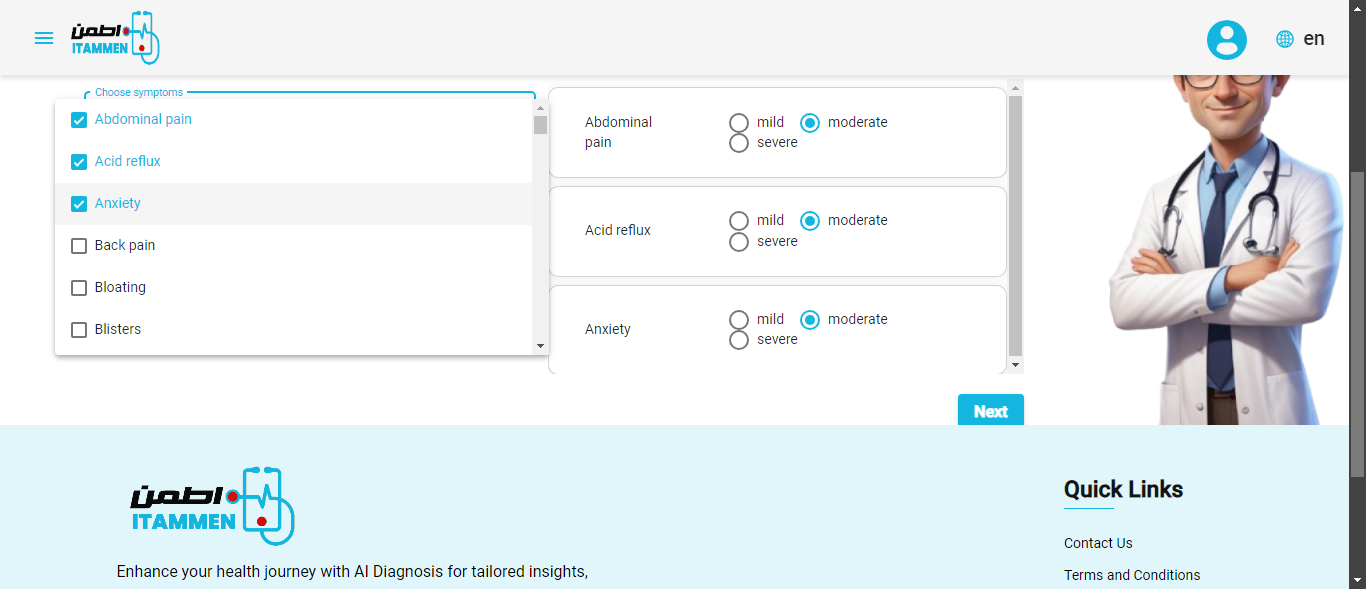 اطمن
ITAMMEN
en
Choose symptoms
Abdominal pain
Acid reflux
Anxiety
Back pain
Bloating
Blisters
Abdominal
pain
mild
moderate
severe
Acid reflux
mild
moderate
severe
Anxiety
mild
moderate
severe
Next
اطمن
ITAMMEN
Enhance your health journey with AI Diagnosis for tailored insights,
Quick Links
Contact Us
Terms and Conditions